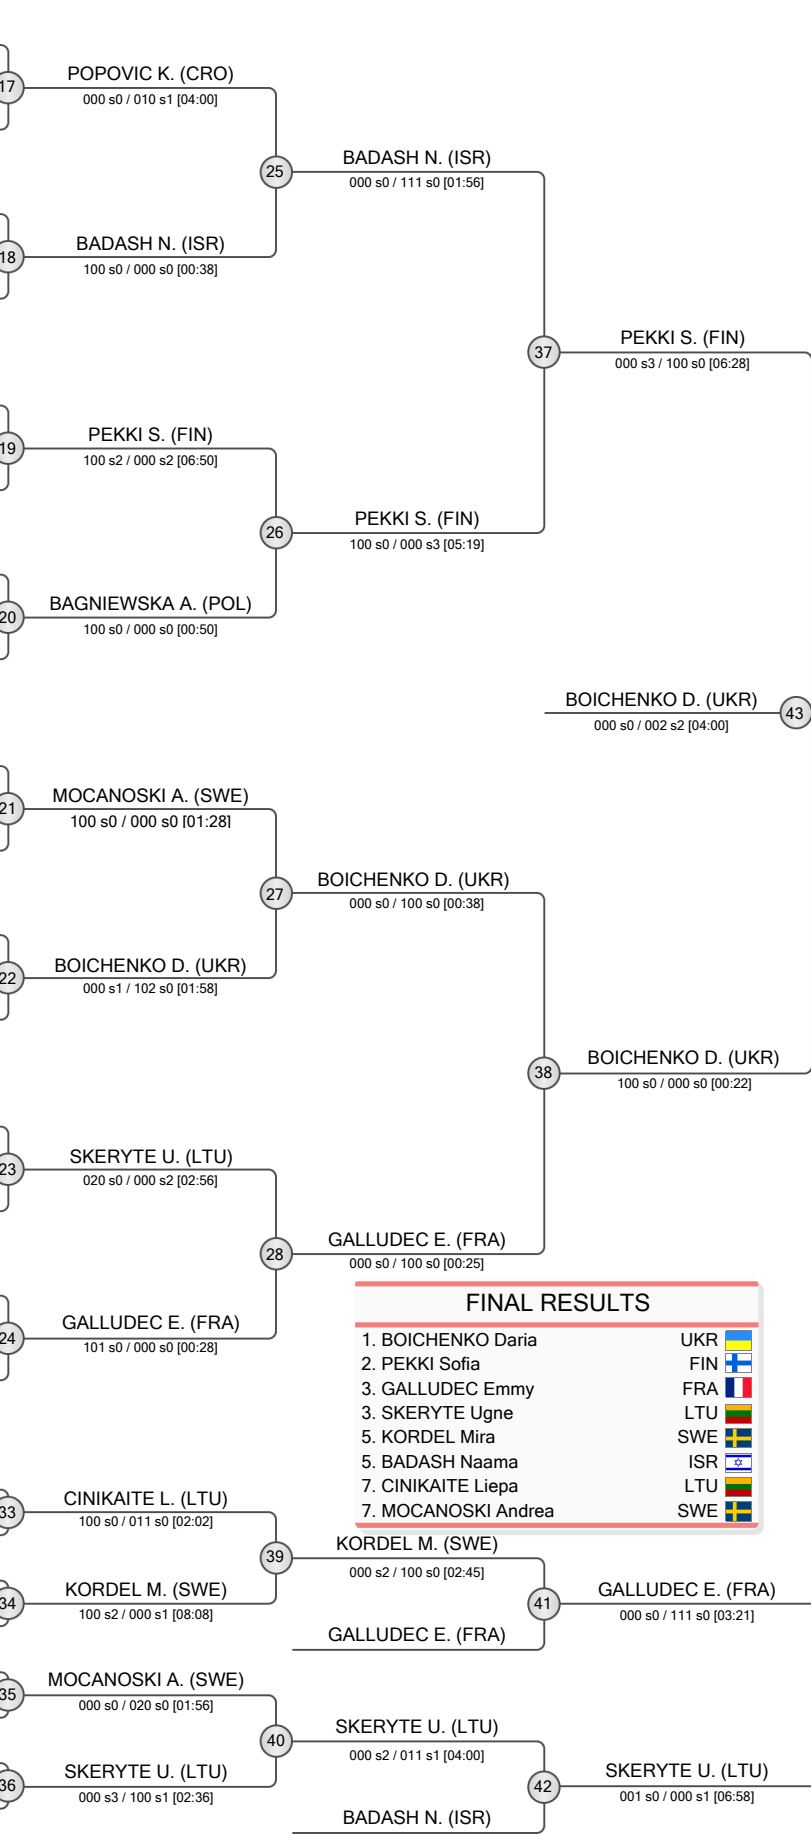 POPOVIC K. (CRO)
17
000 s0 / 010 s1 [04:00]
BADASH N. (ISR)
25
000 s0 / 111 s0 [01:56]
BADASH N. (ISR)
18
100 s0 / 000 s0 [00:38]
PEKKI S. (FIN)
37
000 s3 / 100 s0 [06:28]
PEKKI S. (FIN)
19
100 s2 / 000 s2 [06:50]
PEKKI S. (FIN)
26
100 s0 / 000 s3 [05:19]
BAGNIEWSKA A. (POL)
20
100 s0 / 000 s0 [00:50]
BOICHENKO D. (UKR)
43
000 s0 / 002 s2 [04:00]
MOCANOSKI A. (SWE)
21
100 s0 / 000 s0 [01:28]
BOICHENKO D. (UKR)
27
000 s0 / 100 s0 [00:38]
BOICHENKO D. (UKR)
22
000 s1 / 102 s0 [01:58]
BOICHENKO D. (UKR)
38
100 s0 / 000 s0 [00:22]
SKERYTE U. (LTU)
23
020 s0 / 000 s2 [02:56]
GALLUDEC E. (FRA)
28
000 s0 / 100 s0 [00:25]
GALLUDEC E. (FRA)
24
101 s0 / 000 s0 [00:28]
FINAL RESULTS
1. BOICHENKO Daria UKR
2. PEKKI Sofia FIN
3. GALLUDEC Emmy FRA
3. SKERYTE Ugne LTU
5. KORDEL Mira SWE
5. BADASH Naama ISR
7. CINIKAITE Liepa LTU
7. MOCANOSKI Andrea SWE
CINIKAITE L. (LTU)
33
100 s0 / 011 s0 [02:02]
KORDEL M. (SWE)
39
000 s2 / 100 s0 [02:45]
KORDEL M. (SWE)
34
100 s2 / 000 s1 [08:08]
GALLUDEC E. (FRA)
41
000 s0 / 111 s0 [03:21]
GALLUDEC E. (FRA)
MOCANOSKI A. (SWE)
35
000 s0 / 020 s0 [01:56]
SKERYTE U. (LTU)
40
000 s2 / 011 s1 [04:00]
SKERYTE U. (LTU)
36
000 s3 / 100 s1 [02:36]
SKERYTE U. (LTU)
42
001 s0 / 000 s1 [06:58]
BADASH N. (ISR)